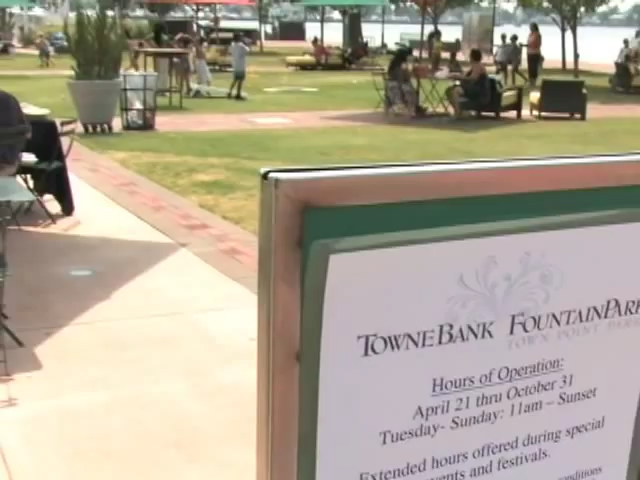 TOWNEBANK FOUNTAINPARK
TOWN POINT PARK
Hours of Operation:
April 21 thru October 31
Tuesday- Sunday: 11am – Sunset
Extended hours offered during special
events and festivals.
conditions